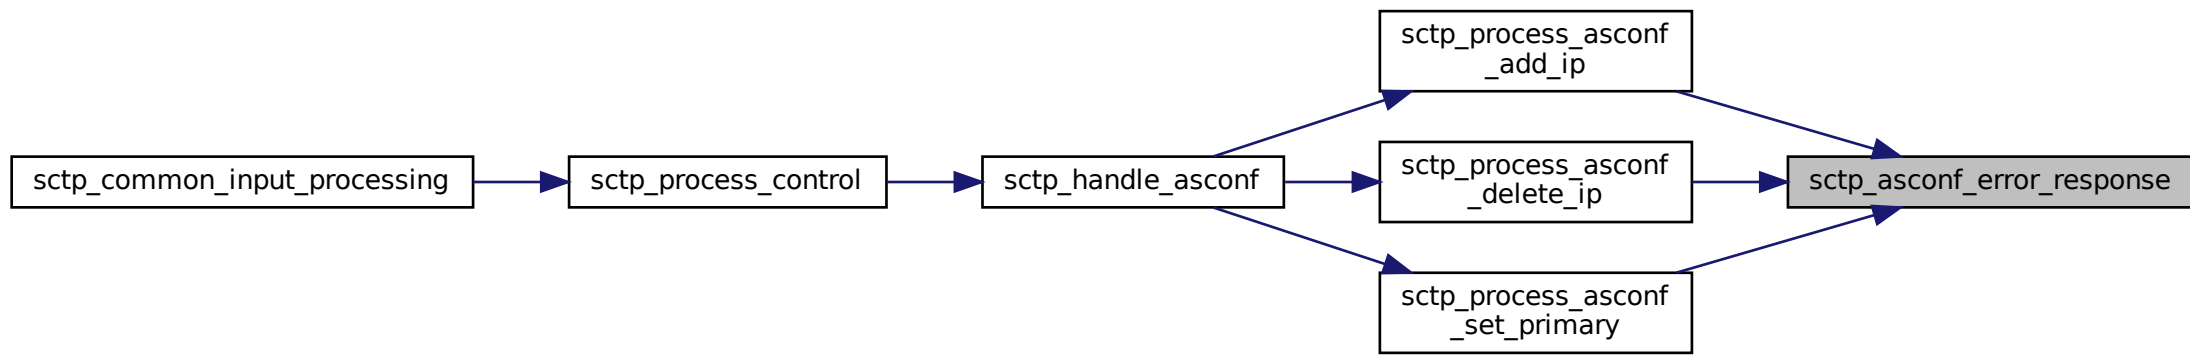 sctp_common_input_processing
sctp_process_control
sctp_handle_asconf
sctp_process_asconf
_add_ip
sctp_process_asconf
_delete_ip
sctp_process_asconf
_set_primary
sctp_asconf_error_response